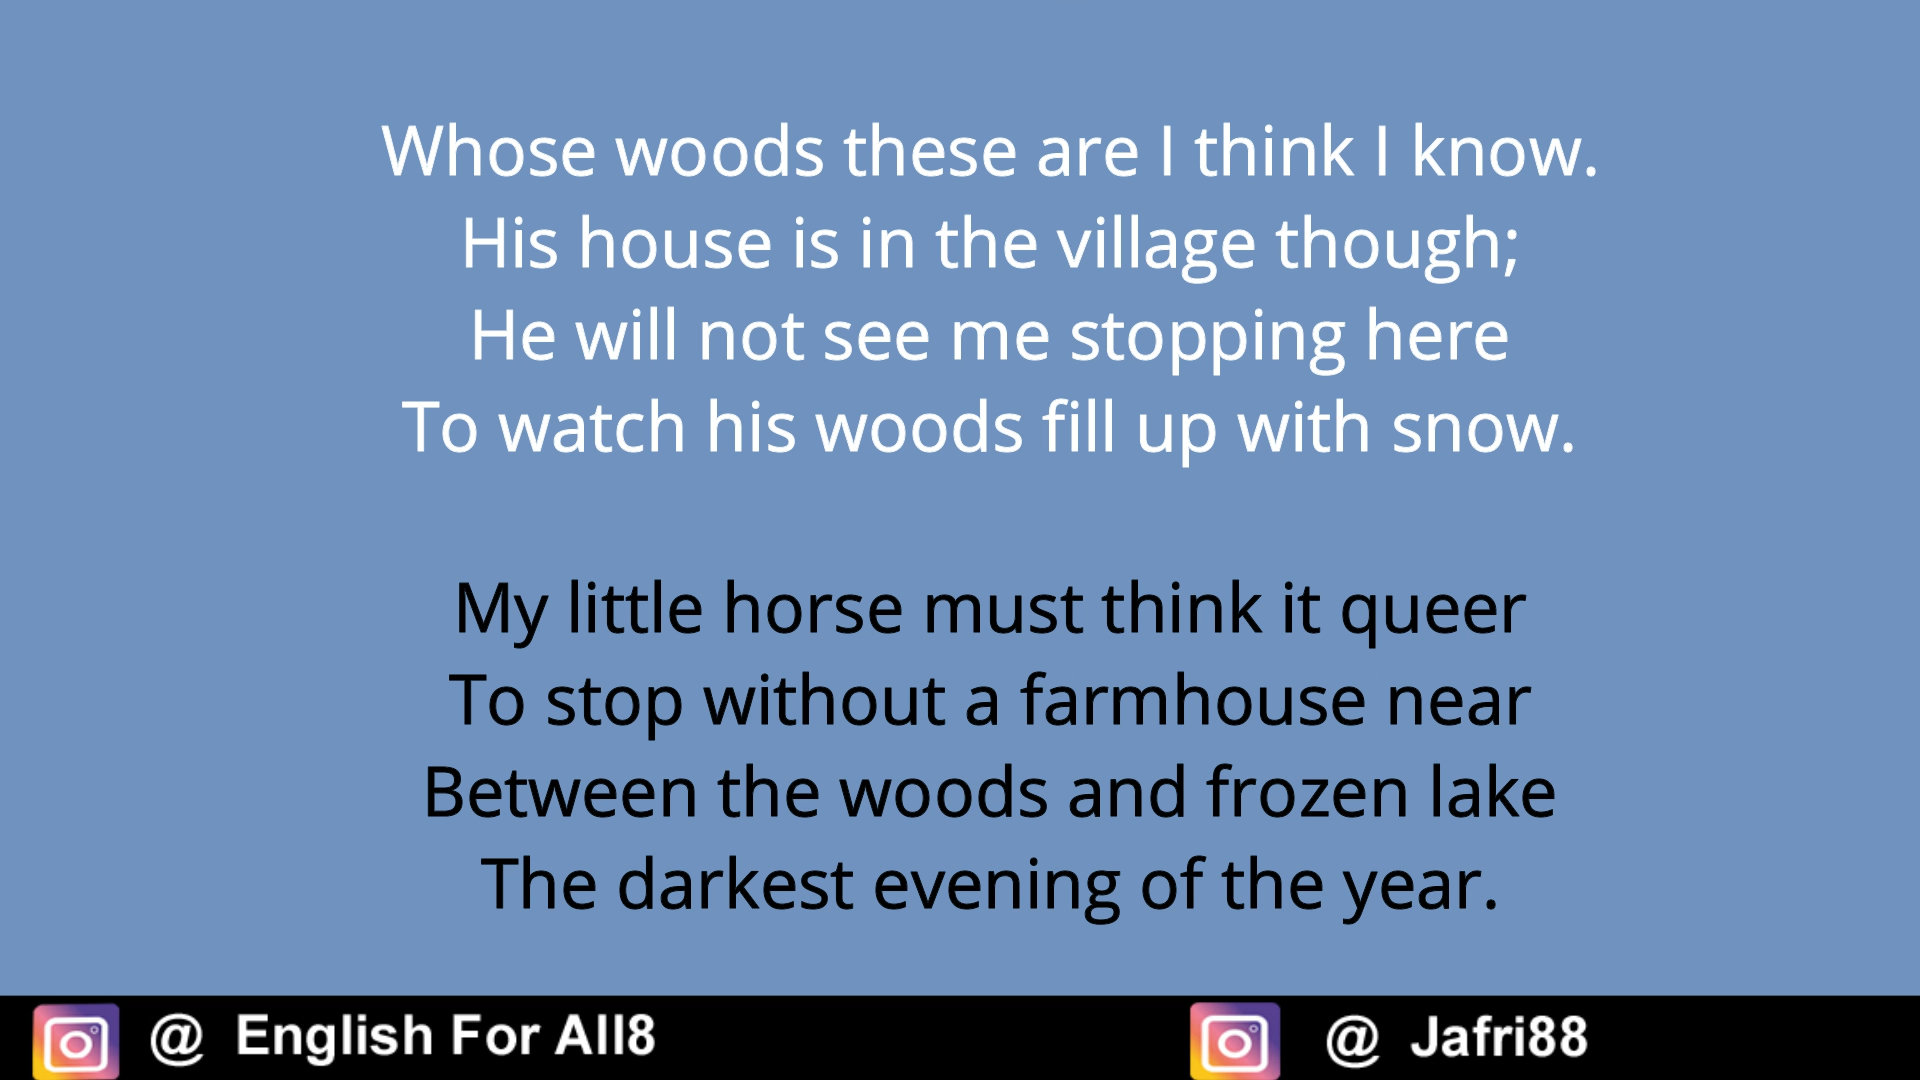 Whose woods these are I think I know.
His house is in the village though;
He will not see me stopping here
To watch his woods fill up with snow.
My little horse must think it queer
To stop without a farmhouse near
Between the woods and frozen lake
The darkest evening of the year.
@ English For All8
@ Jafri88